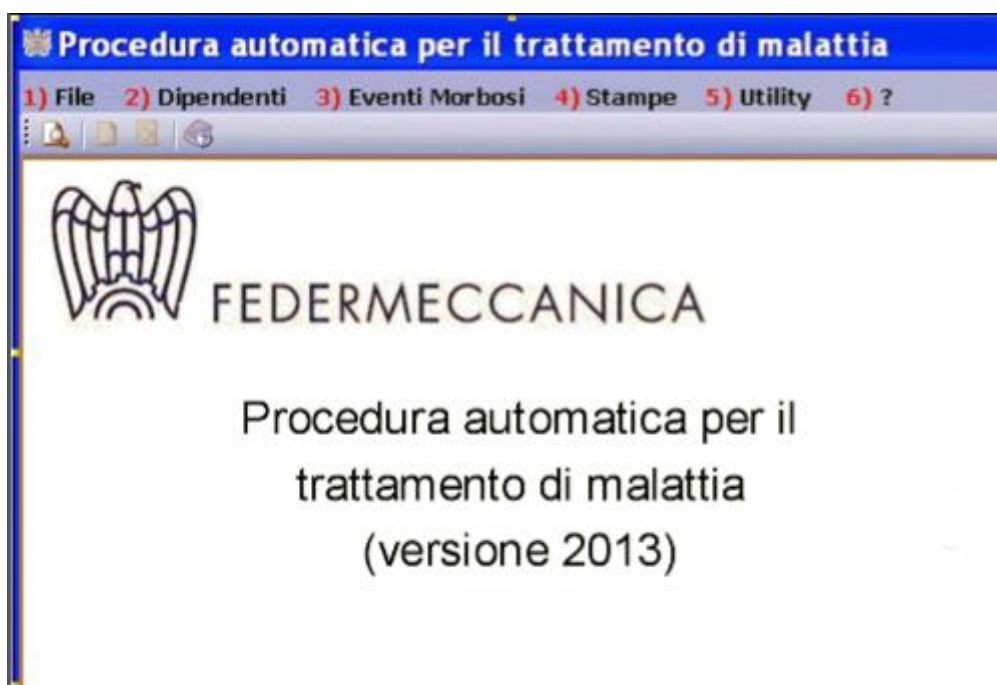 Procedura automatica per il trattamento di malattia
1) File 2) Dipendenti 3) Eventi Morbosi 4) Stampe 5) Utility 6) ?
FEDERMECCANICA
Procedura automatica per il
trattamento di malattia
(versione 2013)